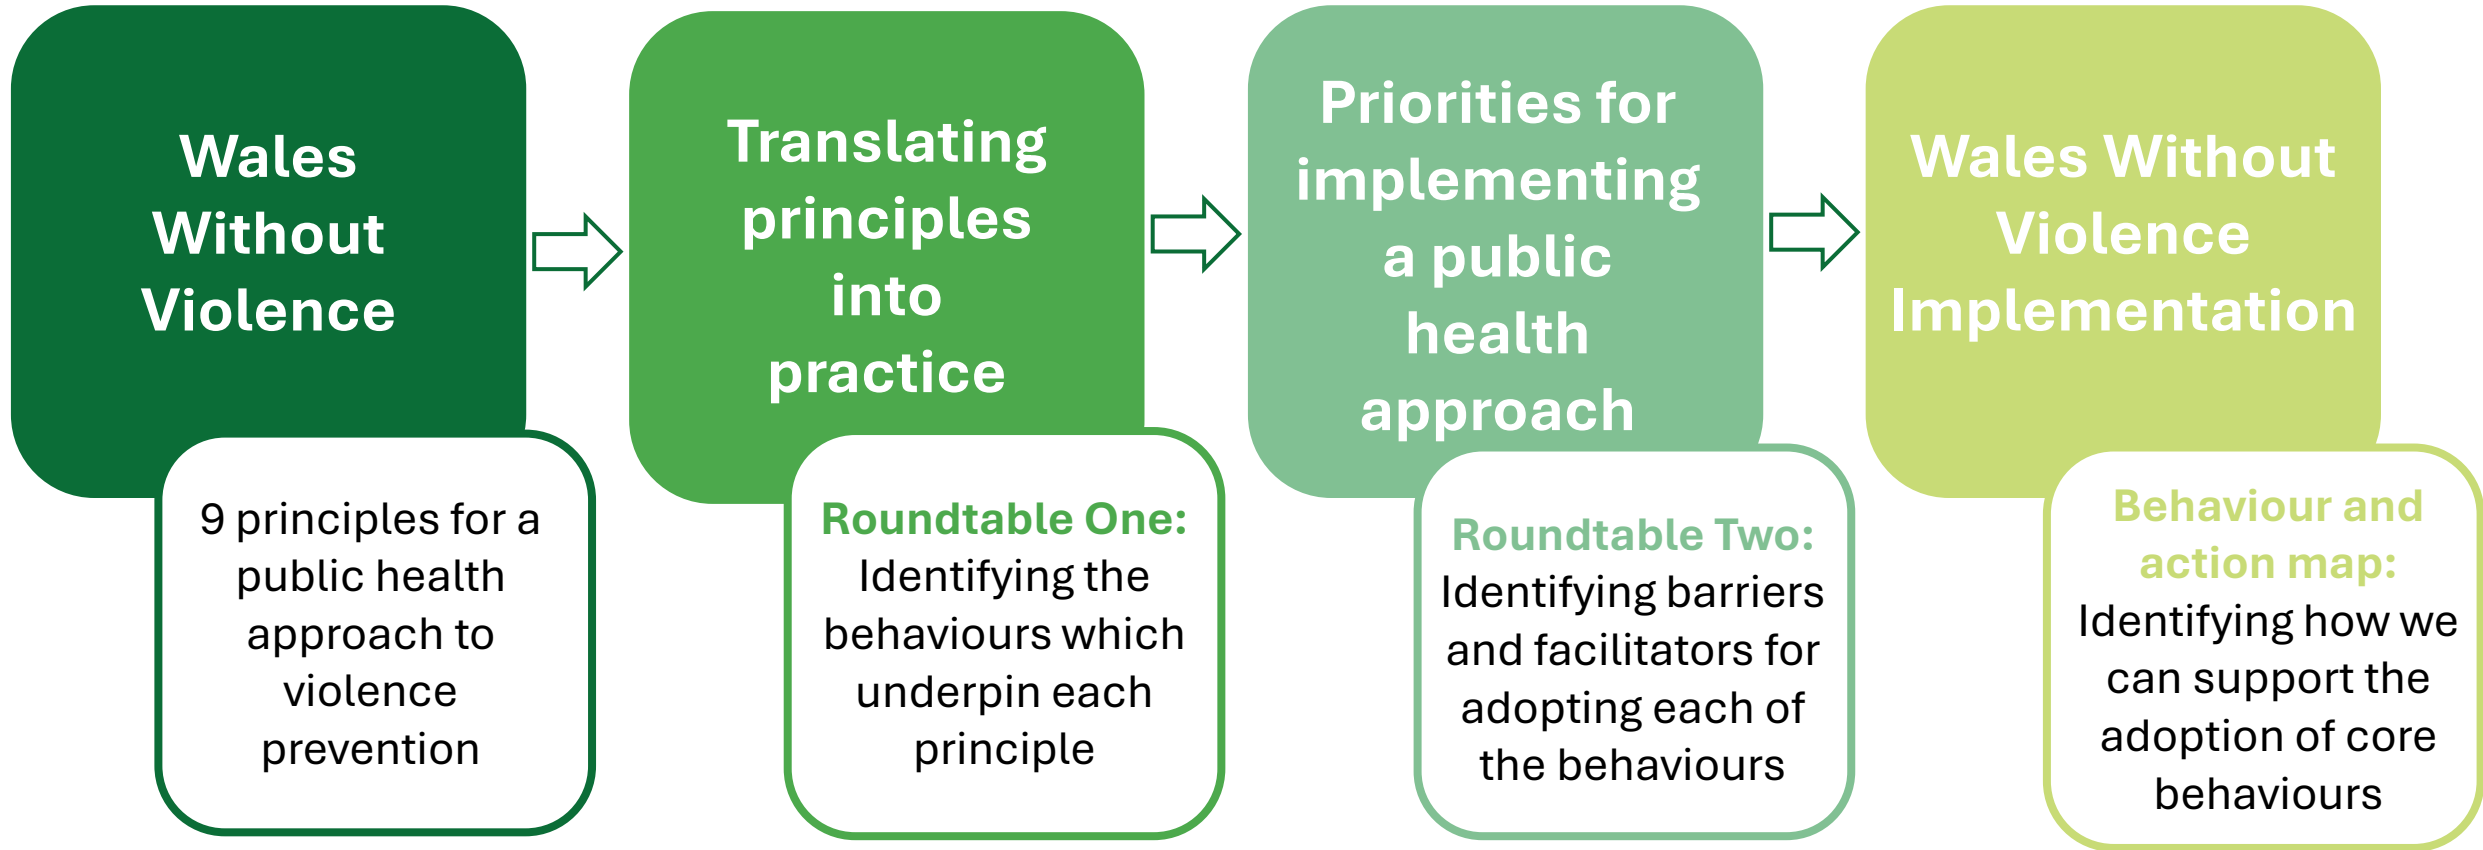 Wales
Without
Violence
9 principles for a
public health
approach to
violence
prevention
Translating
principles
into
practice
Roundtable One:
Identifying the
behaviours which
underpin each
principle
Priorities for
implementing
a public
health
approach
Roundtable Two:
Identifying barriers
and facilitators for
adopting each of
the behaviours
Wales Without
Violence
Implementation
Behaviour and
action map:
Identifying how we
can support the
adoption of core
behaviours